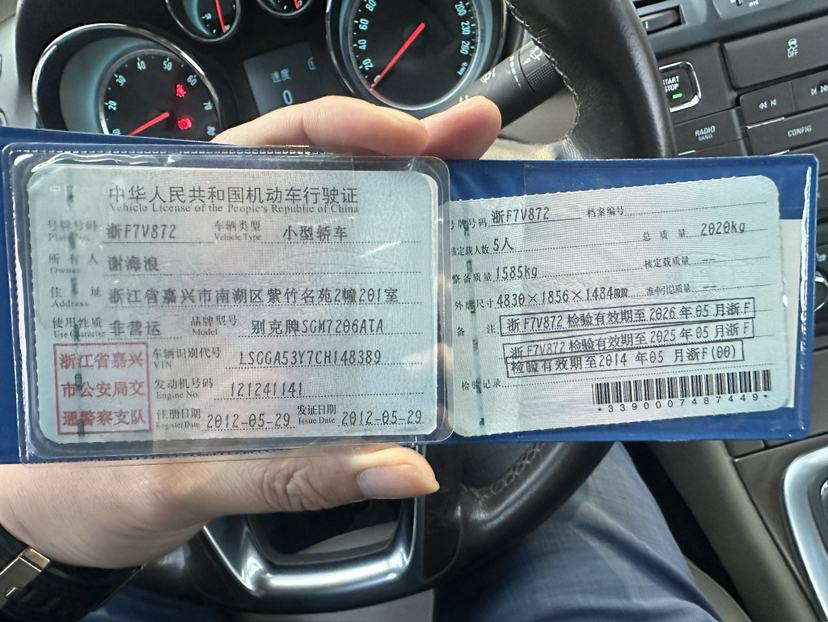 中华人民共和国机动车行驶证
Vehicle License of the People's Republic of China
号牌号码 浙F7V872 车辆类型 小型轿车
Plate No. Vehicle Type
所有人 谢海浪
Owner
住址 浙江省嘉兴市南湖区紫竹名苑2幢201室
Address
使用性质 非营运 品牌型号 别克牌SGM7206ATA
Use Character Model
浙江省嘉兴
市公安局交
通警察支队
车辆识别代号 LSGGA53Y7CH148389
VIN
发动机号码 121241141
Engine No.
注册日期 2012-05-29 发证日期 2012-05-29
Register Date Issue Date
号牌号码 浙F7V872 档案编号
核定载人数 5人 总质量 2020kg
整备质量 1585kg 核定载质量 --
外廓尺寸 4830×1856×1484mm 准牵引总质量 --
备注 浙F7V872 检验有效期至2026年05月浙F
浙F7V872 检验有效期至2025年05月浙F
检验有效期至2014年05月浙F(00)
检验记录
*3390007487449*
速度
0
START
STOP
OFF
RADIO
BAND
CONFIG